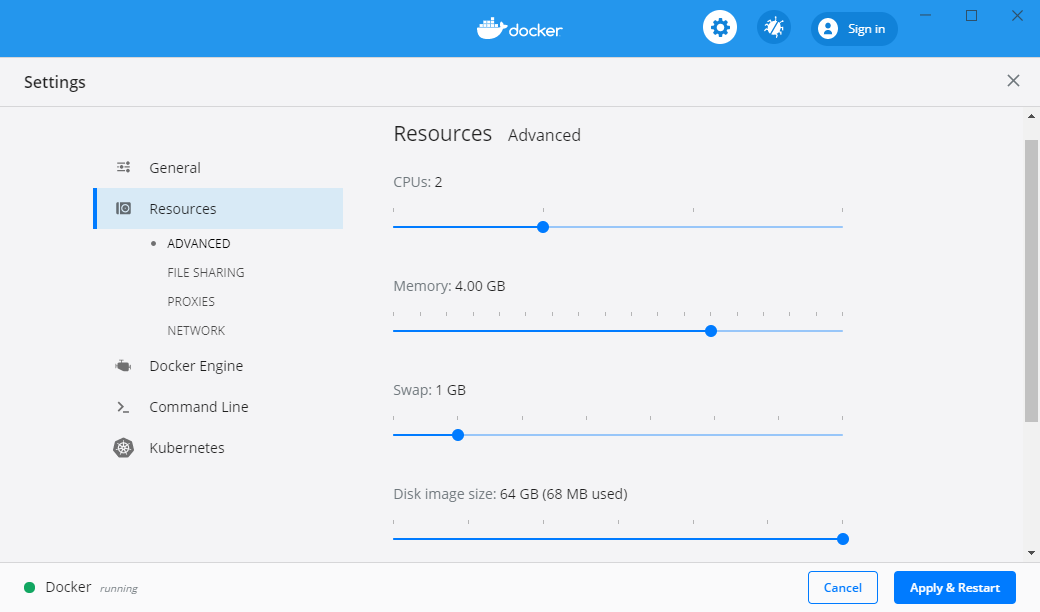 docker
Sign in
Settings
General
Resources
ADVANCED
FILE SHARING
PROXIES
NETWORK
Docker Engine
Command Line
Kubernetes
Resources Advanced
CPUs: 2
Memory: 4.00 GB
Swap: 1 GB
Disk image size: 64 GB (68 MB used)
Docker running
Cancel
Apply & Restart